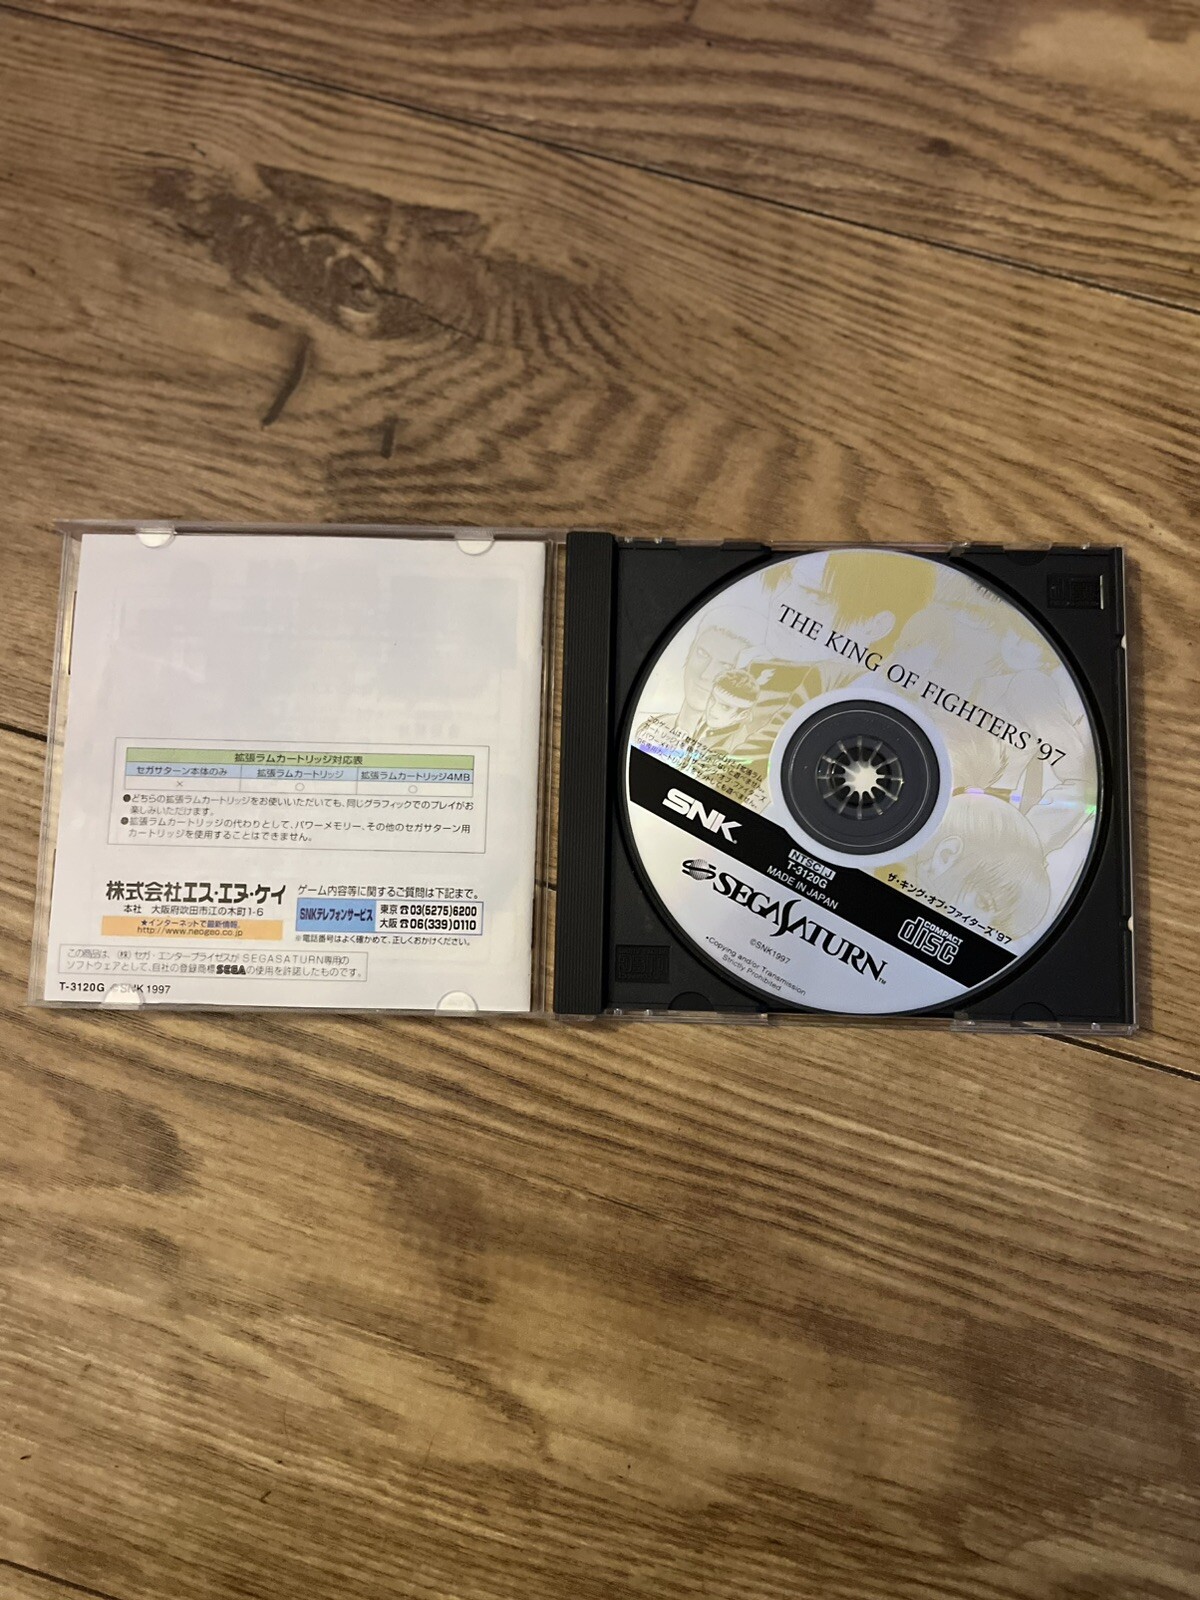 拡張ラムカートリッジ対応表
セガサターン本体のみ 拡張ラムカートリッジ 拡張ラムカートリッジ4MB
× ○ ○
●どちらの拡張ラムカートリッジをお使いいただいても、同じグラフィックでのプレイがお
楽しみいただけます。
●拡張ラムカートリッジの代わりとして、パワーメモリー、その他のセガサターン用
カートリッジを使用することはできません。
株式会社エス・エヌ・ケイ
本社 大阪府吹田市江の木町1-6
★インターネットで最新情報。
http://www.neogeo.co.jp
ゲーム内容等に関するご質問は下記まで。
SNKテレフォンサービス
東京☎03(5275)6200
大阪☎06(339)0110
※電話番号はよく確かめて、正しくおかけください。
この商品は、(株)セガ・エンタープライゼスがSEGASATURN専用の
ソフトウェアとして、自社の登録商標SEGAの使用を許諾したものです。
T-3120G ©SNK 1997
THE KING OF FIGHTERS '97
SNK®
NTSC/J
T-3120G
MADE IN JAPAN
SEGA SATURN™
ザ・キング・オブ・ファイターズ'97
COMPACT
disc
©SNK1997
•Copying and/or Transmission
Strictly Prohibited.